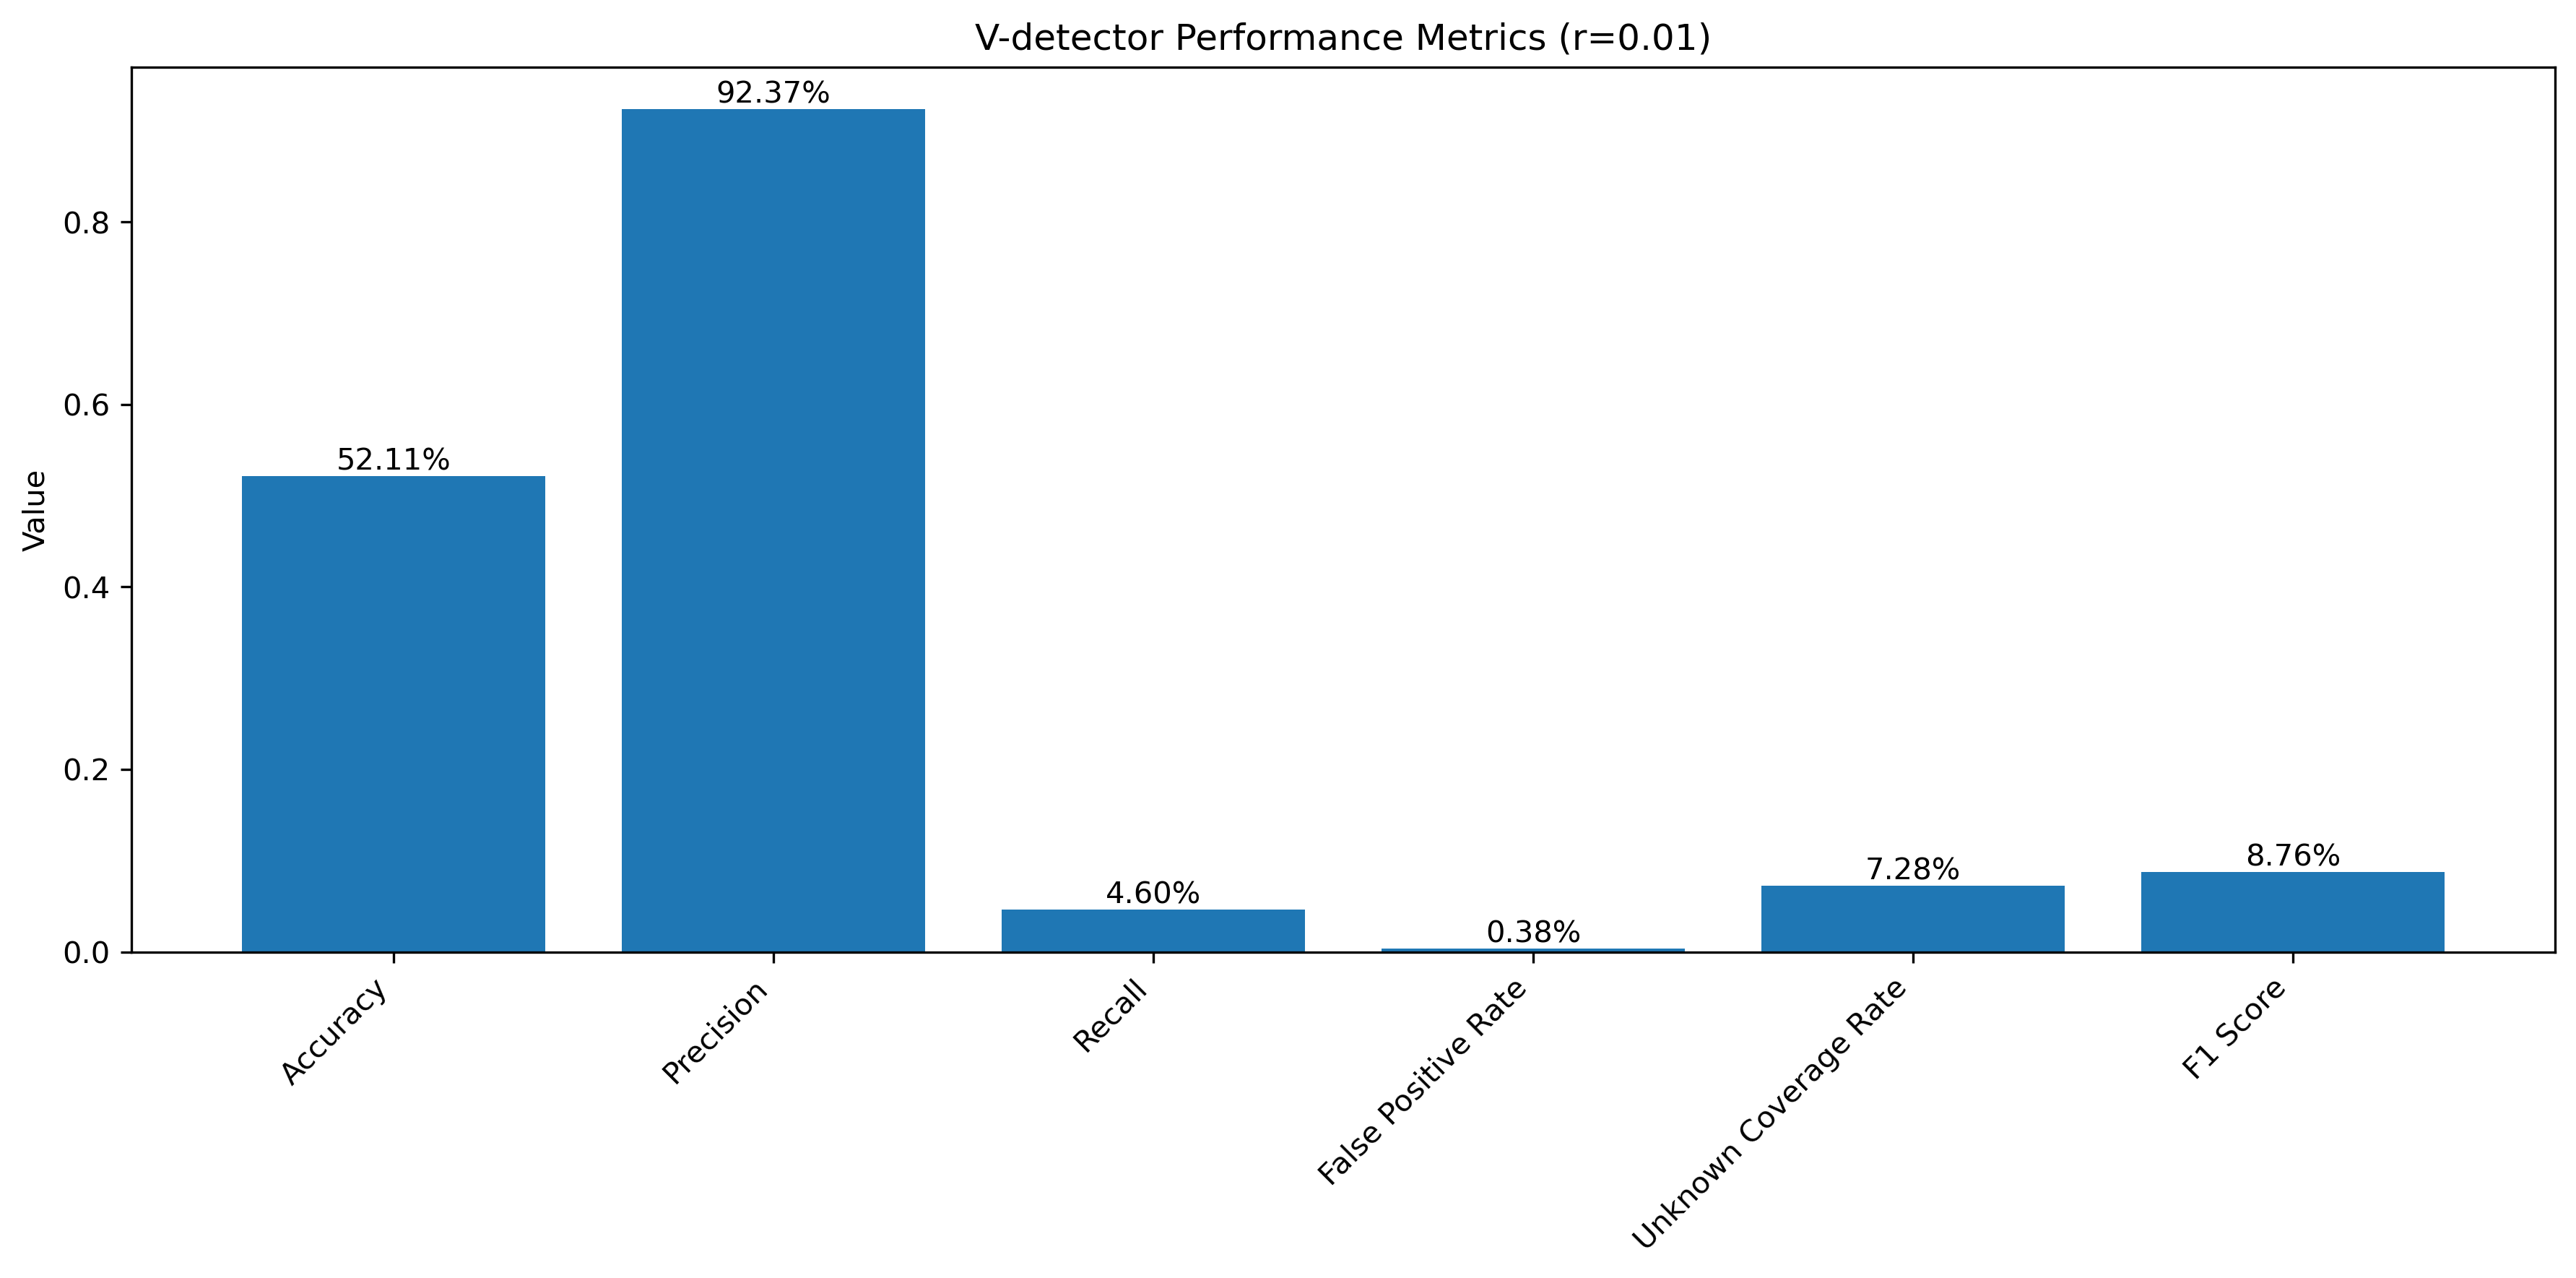 V-detector Performance Metrics (r=0.01)
Value
0.8
0.6
0.4
0.2
0.0
52.11%
92.37%
4.60%
0.38%
7.28%
8.76%
Accuracy
Precision
Recall
False Positive Rate
Unknown Coverage Rate
F1 Score